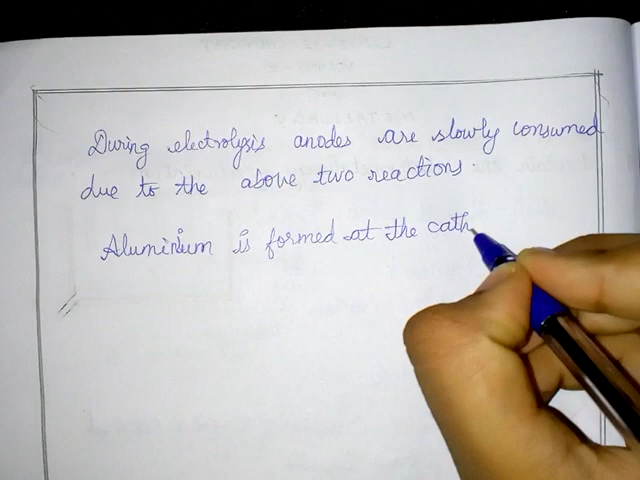 During electrolysis anodes are slowly consumed
due to the above two reactions.
Aluminium is formed at the cath